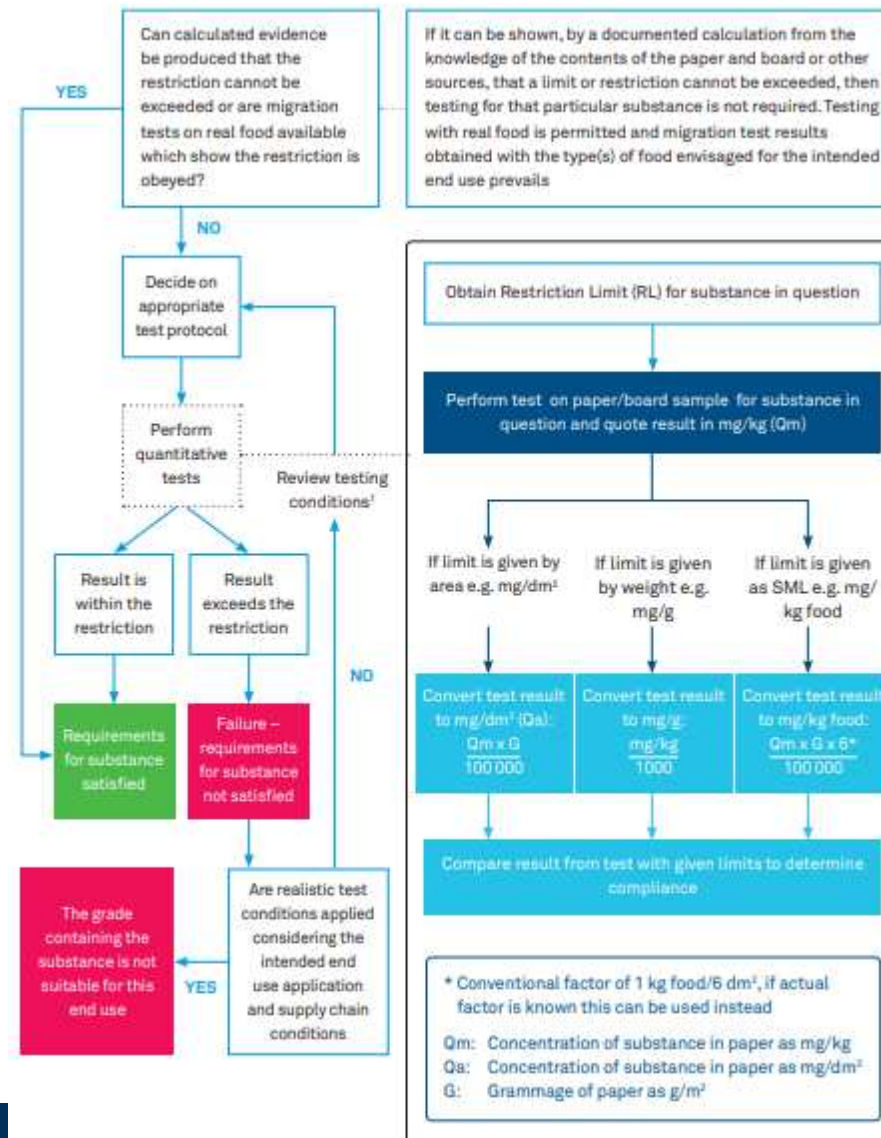 Can calculated evidence
be produced that the
restriction cannot be
exceeded or are migration
tests on real food available
which show the restriction is
obeyed?
If it can be shown, by a documented calculation from the
knowledge of the contents of the paper and board or other
sources, that a limit or restriction cannot be exceeded, then
testing for that particular substance is not required. Testing
with real food is permitted and migration test results
obtained with the type(s) of food envisaged for the intended
end use prevails
YES
NO
Decide on
appropriate
test protocol
Perform
quantitative
tests
Review testing
conditions¹
Result is
within the
restriction
Result
exceeds the
restriction
NO
Requirements
for substance
satisfied
Failure –
requirements
for substance
not satisfied
The grade
containing the
substance is not
suitable for this
end use
YES
Are realistic test
conditions applied
considering the
intended end
use application
and supply chain
conditions
Obtain Restriction Limit (RL) for substance in question
Perform test on paper/board sample for substance in
question and quote result in mg/kg (Qm)
If limit is given by
area e.g. mg/dm²
If limit is given
by weight e.g.
mg/g
If limit is given
as SML e.g. mg/
kg food
Convert test result
to mg/dm² (Qa):
Qm x G
100 000
Convert test result
to mg/g:
mg/kg
1000
Convert test result
to mg/kg food:
Qm x G x 6*
100 000
Compare result from test with given limits to determine
compliance
* Conventional factor of 1 kg food/6 dm², if actual
factor is known this can be used instead
Qm: Concentration of substance in paper as mg/kg
Qa: Concentration of substance in paper as mg/dm²
G: Grammage of paper as g/m²